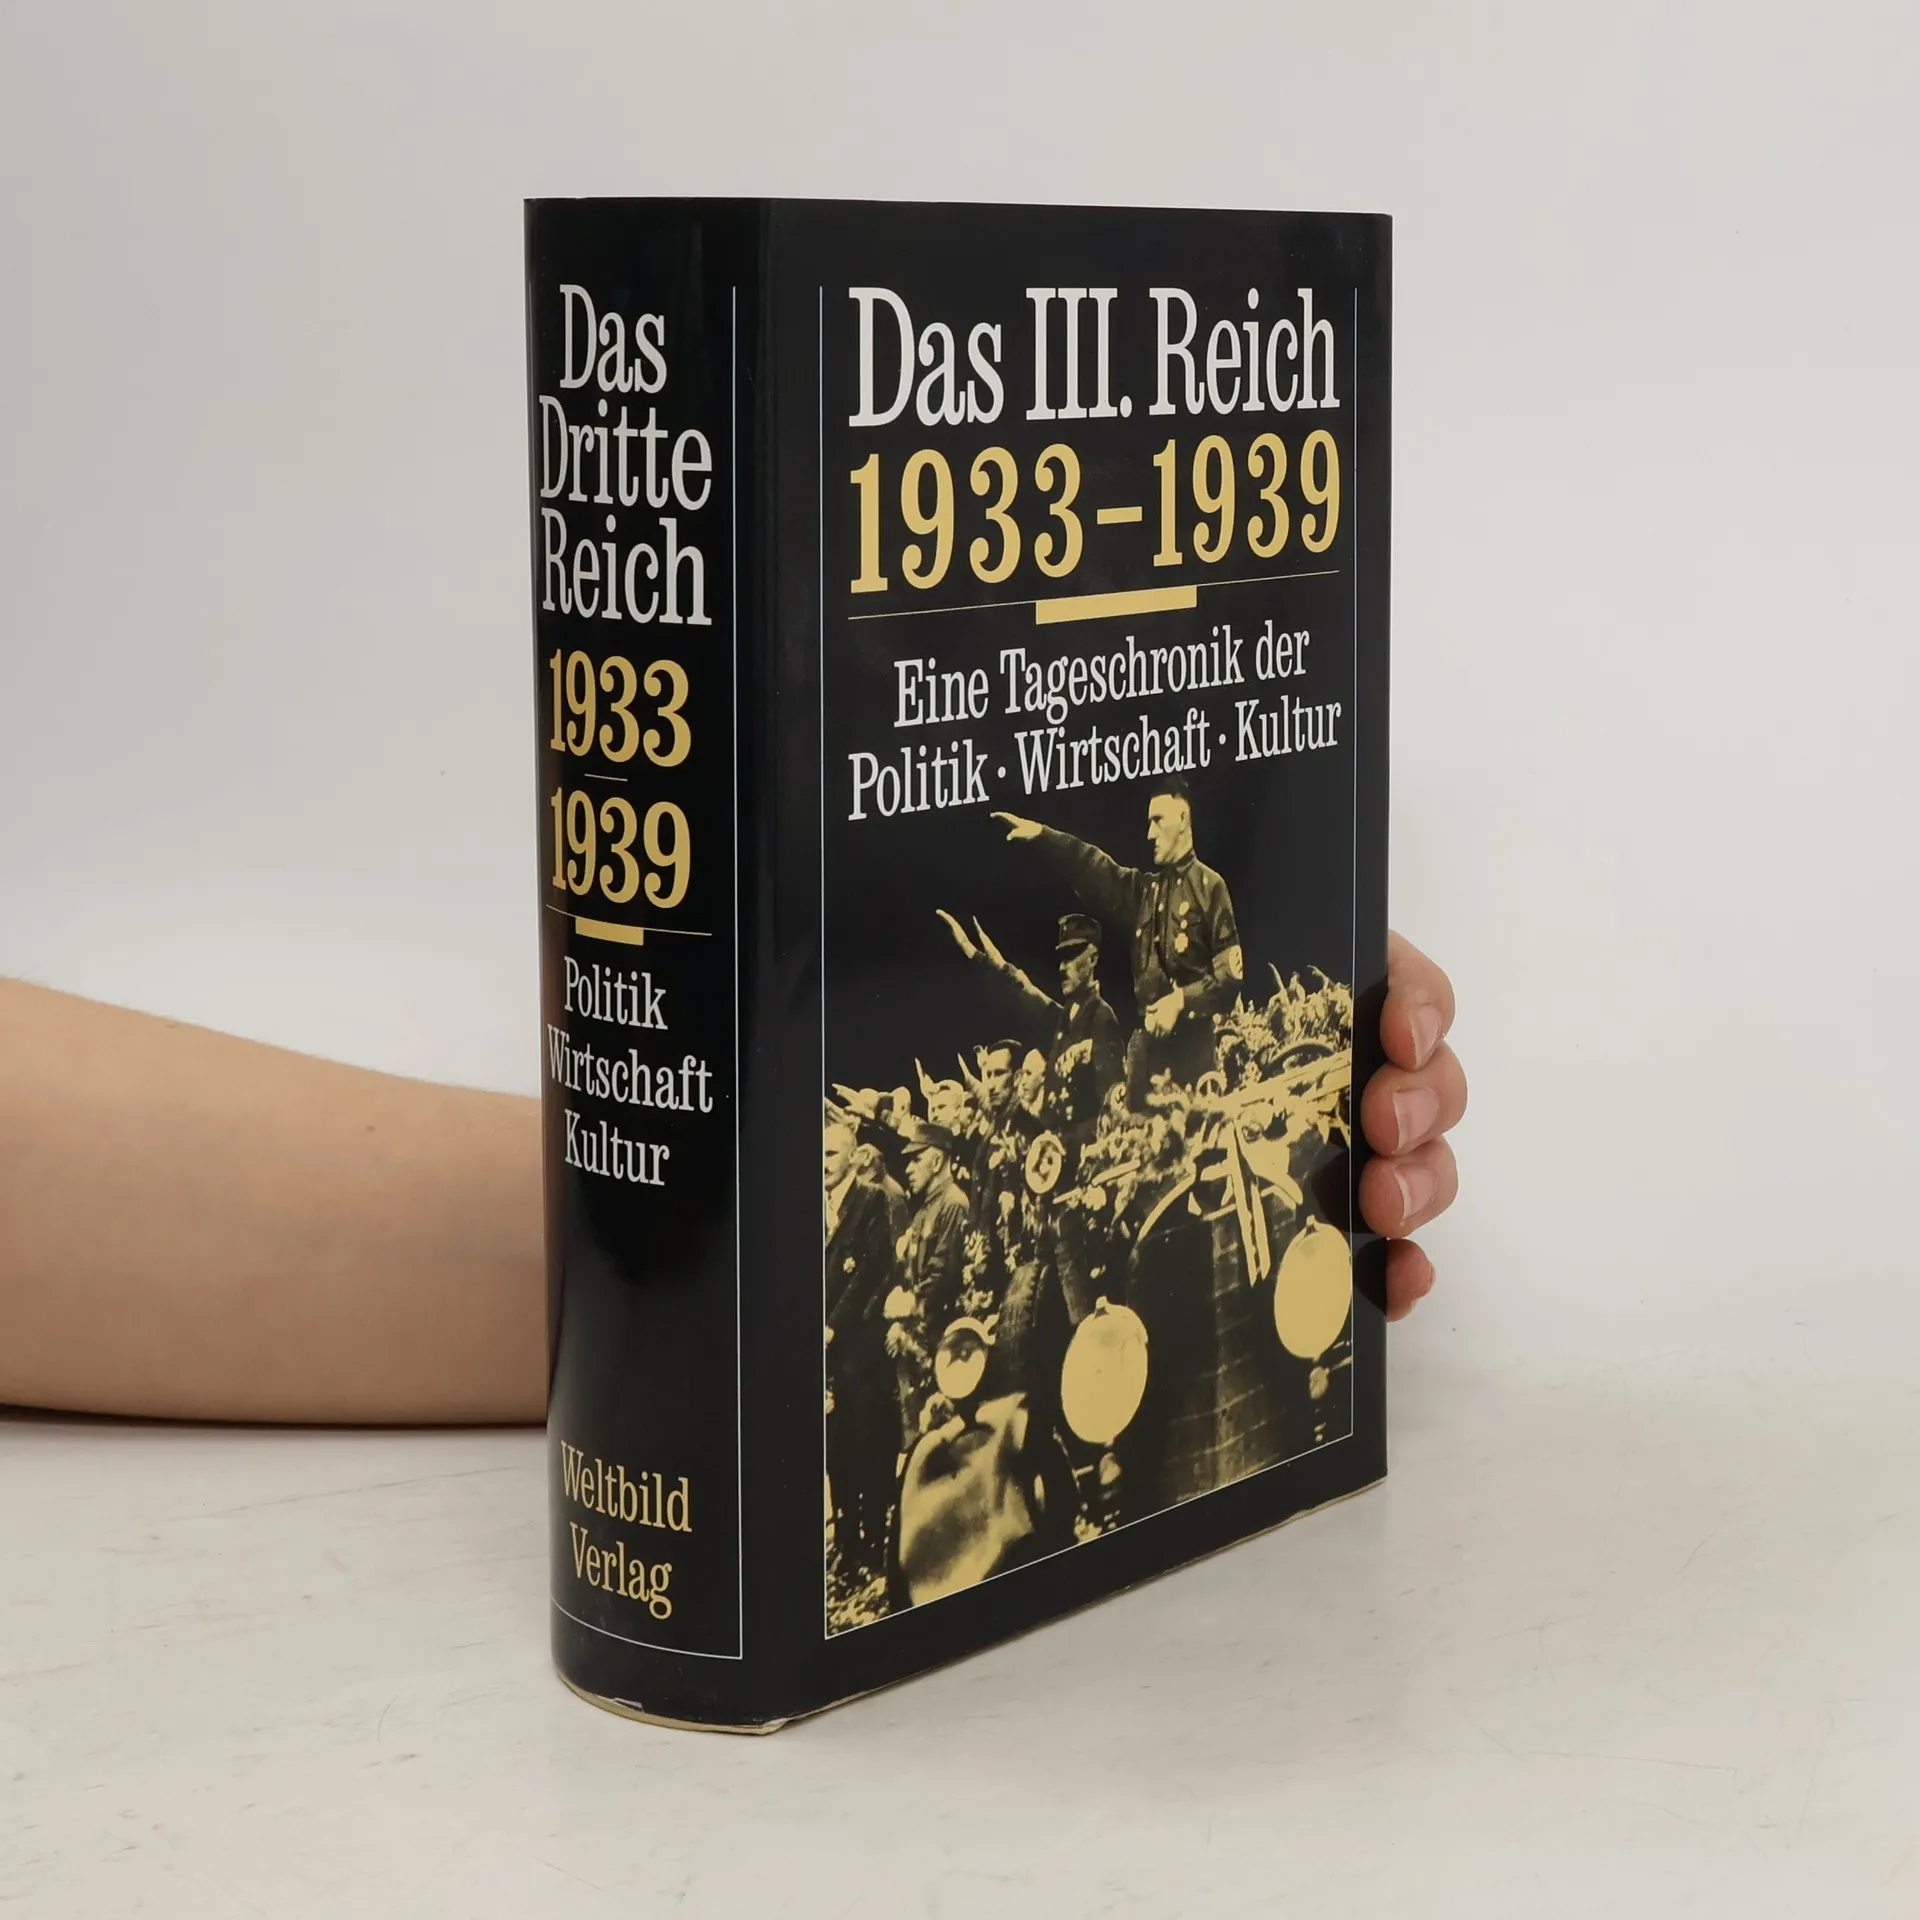 Das
Dritte
Reich
1933
–
1939
Politik
Wirtschaft
Kultur
Weltbild
Verlag
Das III. Reich
1933–1939
Eine Tageschronik der
Politik · Wirtschaft · Kultur